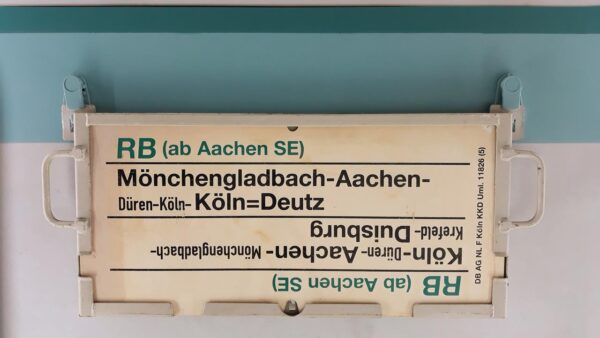 RB (ab Aachen SE)
Mönchengladbach-Aachen-
Düren-Köln-Köln=Deutz
RB (ab Aachen SE)
Köln-Düren-Aachen-Mönchengladbach-
Krefeld-Duisburg
DB AG NL F Köln KKD Uml. 11826 (5)